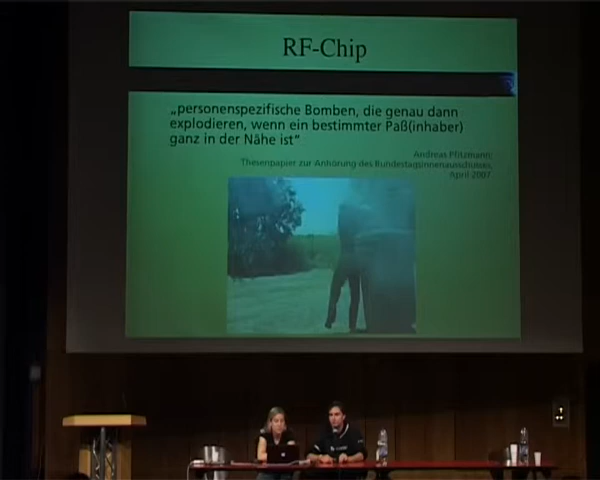 RF-Chip
„personenspezifische Bomben, die genau dann
explodieren, wenn ein bestimmter Paß(inhaber)
ganz in der Nähe ist“
Andreas Pfitzmann;
Thesenpapier zur Anhörung des Bundestagsinnenausschusses,
April 2007